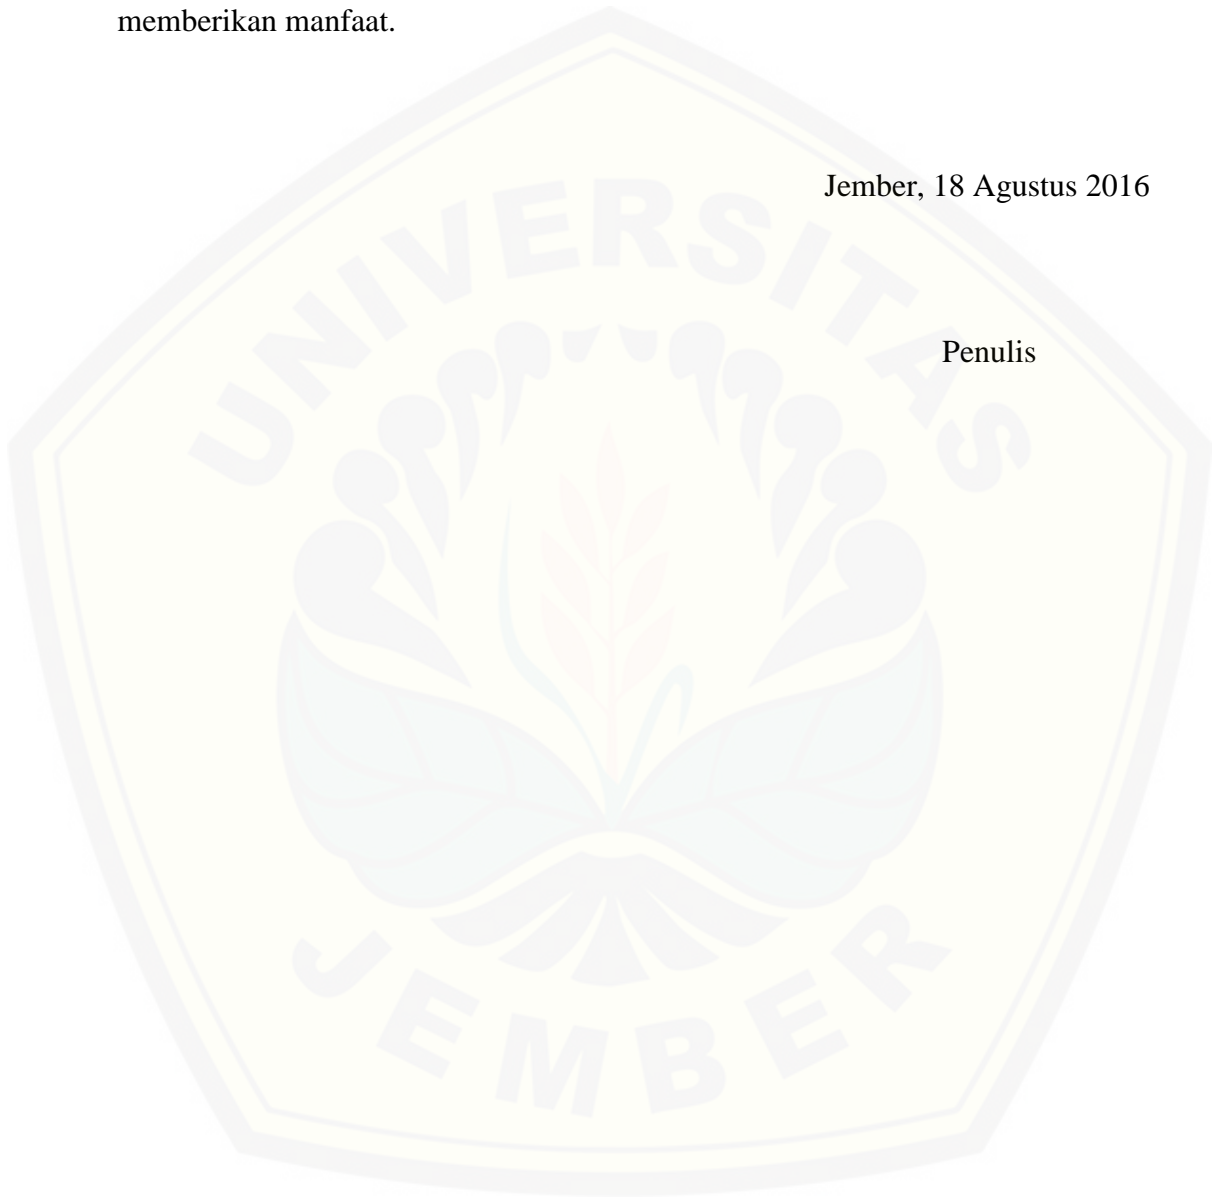 memberikan manfaat.
Jember, 18 Agustus 2016
Penulis
UNIVERSITAS
JEMBER